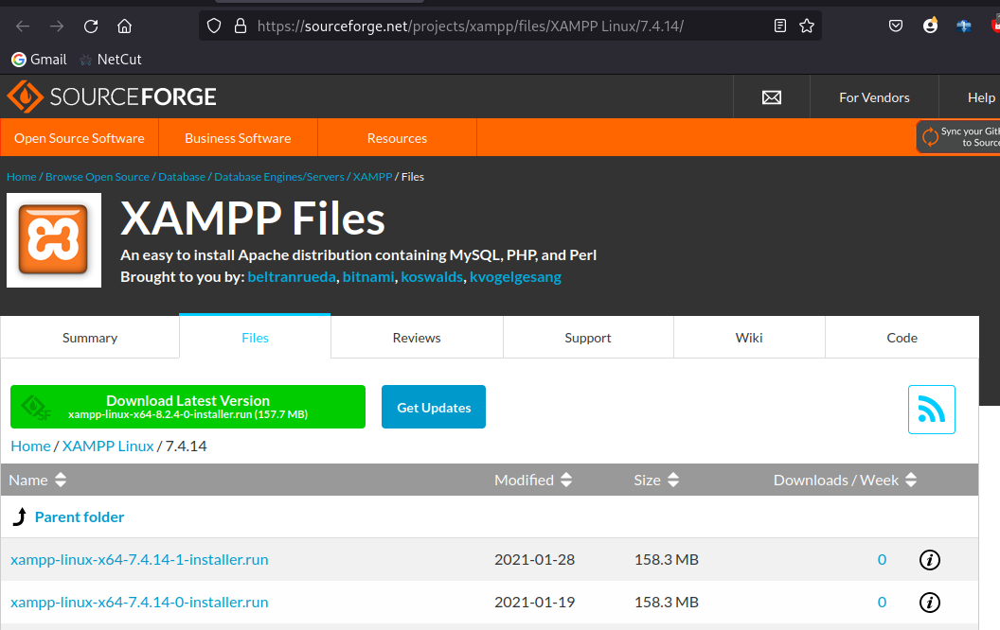 https://sourceforge.net/projects/xampp/files/XAMPP Linux/7.4.14/
Gmail NetCut
SOURCEFORGE For Vendors Help
Open Source Software Business Software Resources Sync your
to
Home / Browse Open Source / Database / Database Engines/Servers / XAMPP / Files
XAMPP Files
An easy to install Apache distribution containing MySQL, PHP, and Perl
Brought to you by: beltranrueda, bitnami, koswalds, kvogelgesang
Summary Files Reviews Support Wiki Code
Download Latest Version
SF xampp-linux-x64-8.2.4-0-installer.run (157.7 MB)
Get Updates
Home / XAMPP Linux / 7.4.14
Name Modified Size Downloads / Week
Parent folder
xampp-linux-x64-7.4.14-1-installer.run 2021-01-28 158.3 MB 0 i
xampp-linux-x64-7.4.14-0-installer.run 2021-01-19 158.3 MB 0 i